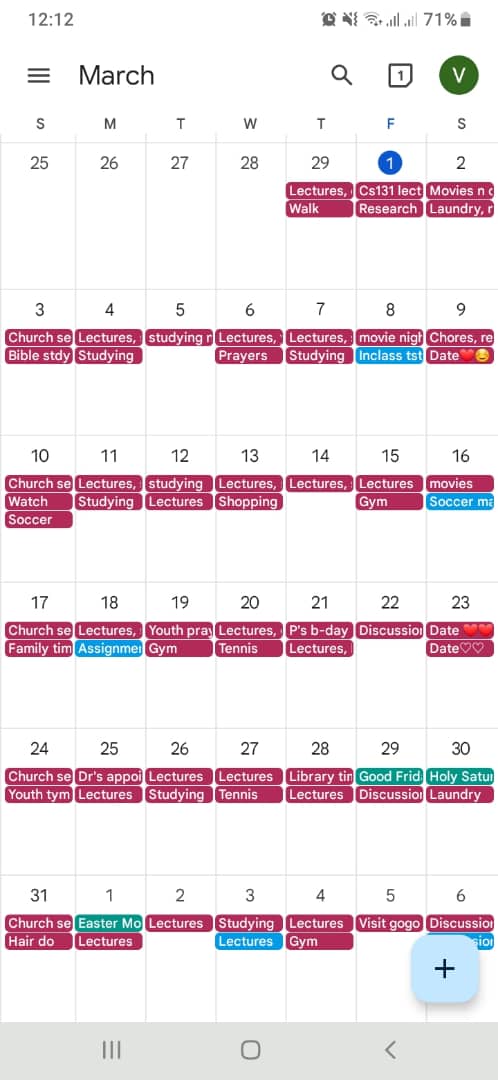 12:12 71%
March 1 V
S M T W T F S
25 26 27 28 29 1 2
Lectures, Cs131 lect Movies n
Walk Research Laundry,
3 4 5 6 7 8 9
Church se Lectures, studying Lectures, Lectures, movie nigh Chores, re
Bible stdy Studying Prayers Studying Inclass tst Date❤️😊
10 11 12 13 14 15 16
Church se Lectures, studying Lectures, Lectures, Lectures movies
Watch Studying Lectures Shopping Gym Soccer ma
Soccer
17 18 19 20 21 22 23
Church se Lectures, Youth pray Lectures, P's b-day Discussion Date ❤️❤️
Family tim Assignmen Gym Tennis Lectures, Date♡♡
24 25 26 27 28 29 30
Church se Dr's appoi Lectures Lectures Library tim Good Frid Holy Satur
Youth tym Lectures Studying Tennis Lectures Discussion Laundry
31 1 2 3 4 5 6
Church se Easter Mo Lectures Studying Lectures Visit gogo Discussion
Hair do Lectures Lectures Gym
+